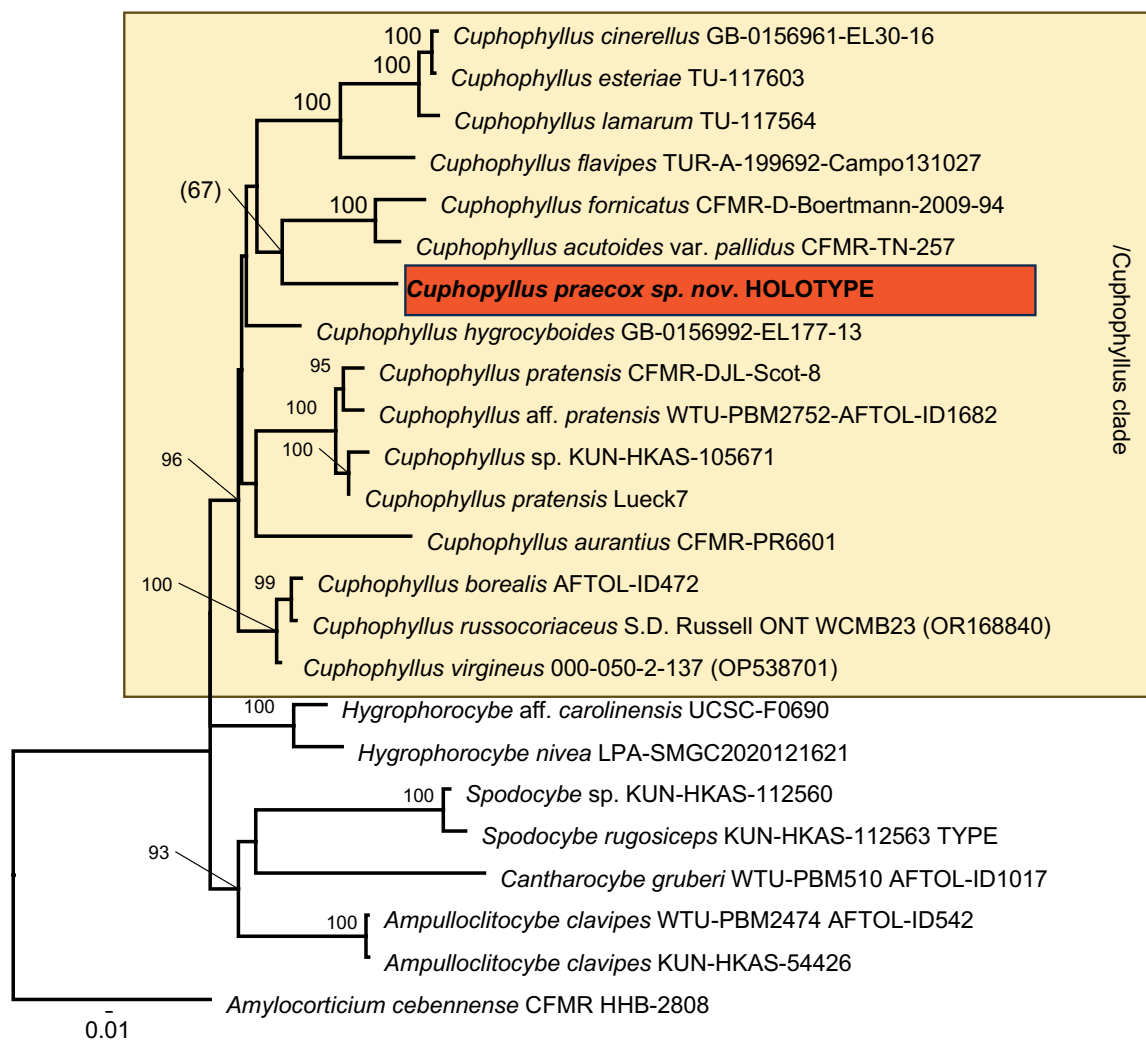 100
Cuphophyllus cinerellus GB-0156961-EL30-16
100
Cuphophyllus esteriae TU-117603
100
Cuphophyllus lamarum TU-117564
Cuphophyllus flavipes TUR-A-199692-Campo131027
(67)
100
Cuphophyllus fornicatus CFMR-D-Boertmann-2009-94
Cuphophyllus acutoides var. pallidus CFMR-TN-257
Cuphopyllus praecox sp. nov. HOLOTYPE
/Cuphophyllus clade
Cuphophyllus hygrocyboides GB-0156992-EL177-13
95
Cuphophyllus pratensis CFMR-DJL-Scot-8
100
Cuphophyllus aff. pratensis WTU-PBM2752-AFTOL-ID1682
100
Cuphophyllus sp. KUN-HKAS-105671
96
Cuphophyllus pratensis Lueck7
Cuphophyllus aurantius CFMR-PR6601
100
99
Cuphophyllus borealis AFTOL-ID472
Cuphophyllus russocoriaceus S.D. Russell ONT WCMB23 (OR168840)
Cuphophyllus virgineus 000-050-2-137 (OP538701)
100
Hygrophorocybe aff. carolinensis UCSC-F0690
Hygrophorocybe nivea LPA-SMGC2020121621
100
Spodocybe sp. KUN-HKAS-112560
Spodocybe rugosiceps KUN-HKAS-112563 TYPE
93
Cantharocybe gruberi WTU-PBM510 AFTOL-ID1017
100
Ampulloclitocybe clavipes WTU-PBM2474 AFTOL-ID542
Ampulloclitocybe clavipes KUN-HKAS-54426
Amylocorticium cebennense CFMR HHB-2808
0.01